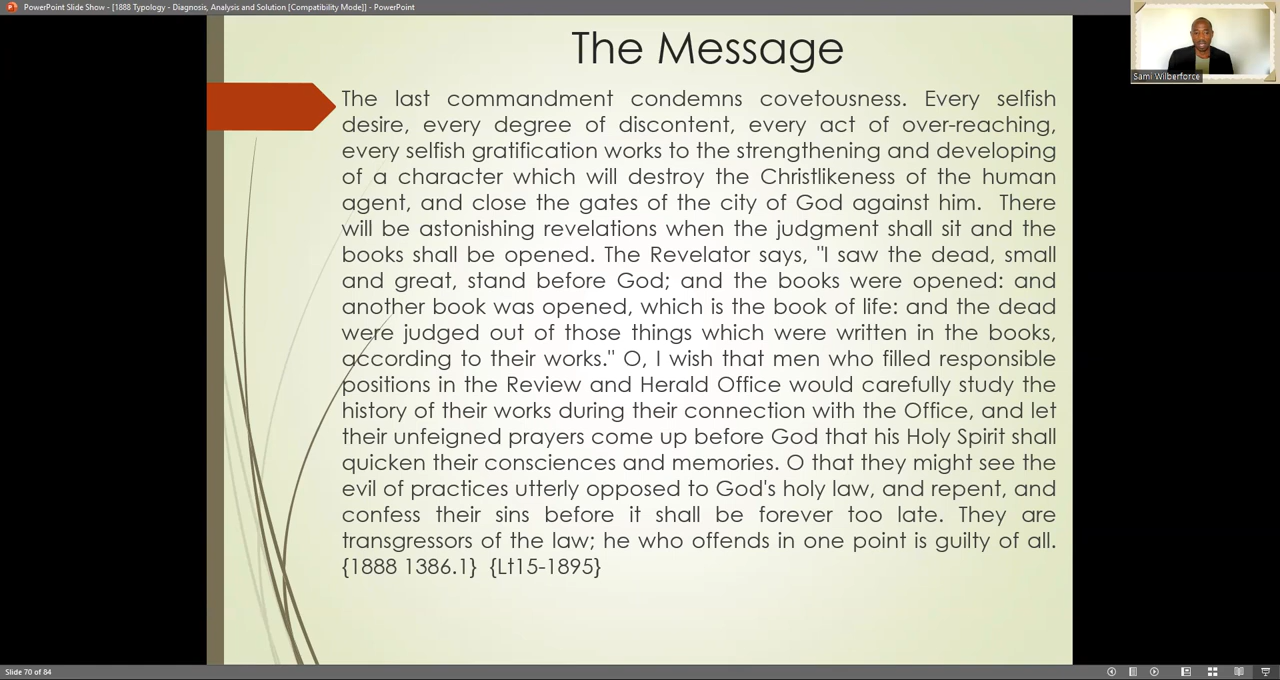 PowerPoint Slide Show - [1888 Typology - Diagnosis, Analysis and Solution [Compatibility Mode]] - PowerPoint
Sami Wilberforce
The Message
The last commandment condemns covetousness. Every selfish
desire, every degree of discontent, every act of over-reaching,
every selfish gratification works to the strengthening and developing
of a character which will destroy the Christlikeness of the human
agent, and close the gates of the city of God against him. There
will be astonishing revelations when the judgment shall sit and the
books shall be opened. The Revelator says, "I saw the dead, small
and great, stand before God; and the books were opened: and
another book was opened, which is the book of life: and the dead
were judged out of those things which were written in the books,
according to their works." O, I wish that men who filled responsible
positions in the Review and Herald Office would carefully study the
history of their works during their connection with the Office, and let
their unfeigned prayers come up before God that his Holy Spirit shall
quicken their consciences and memories. O that they might see the
evil of practices utterly opposed to God's holy law, and repent, and
confess their sins before it shall be forever too late. They are
transgressors of the law; he who offends in one point is guilty of all.
{1888 1386.1} {Lt15-1895}
Slide 70 of 84